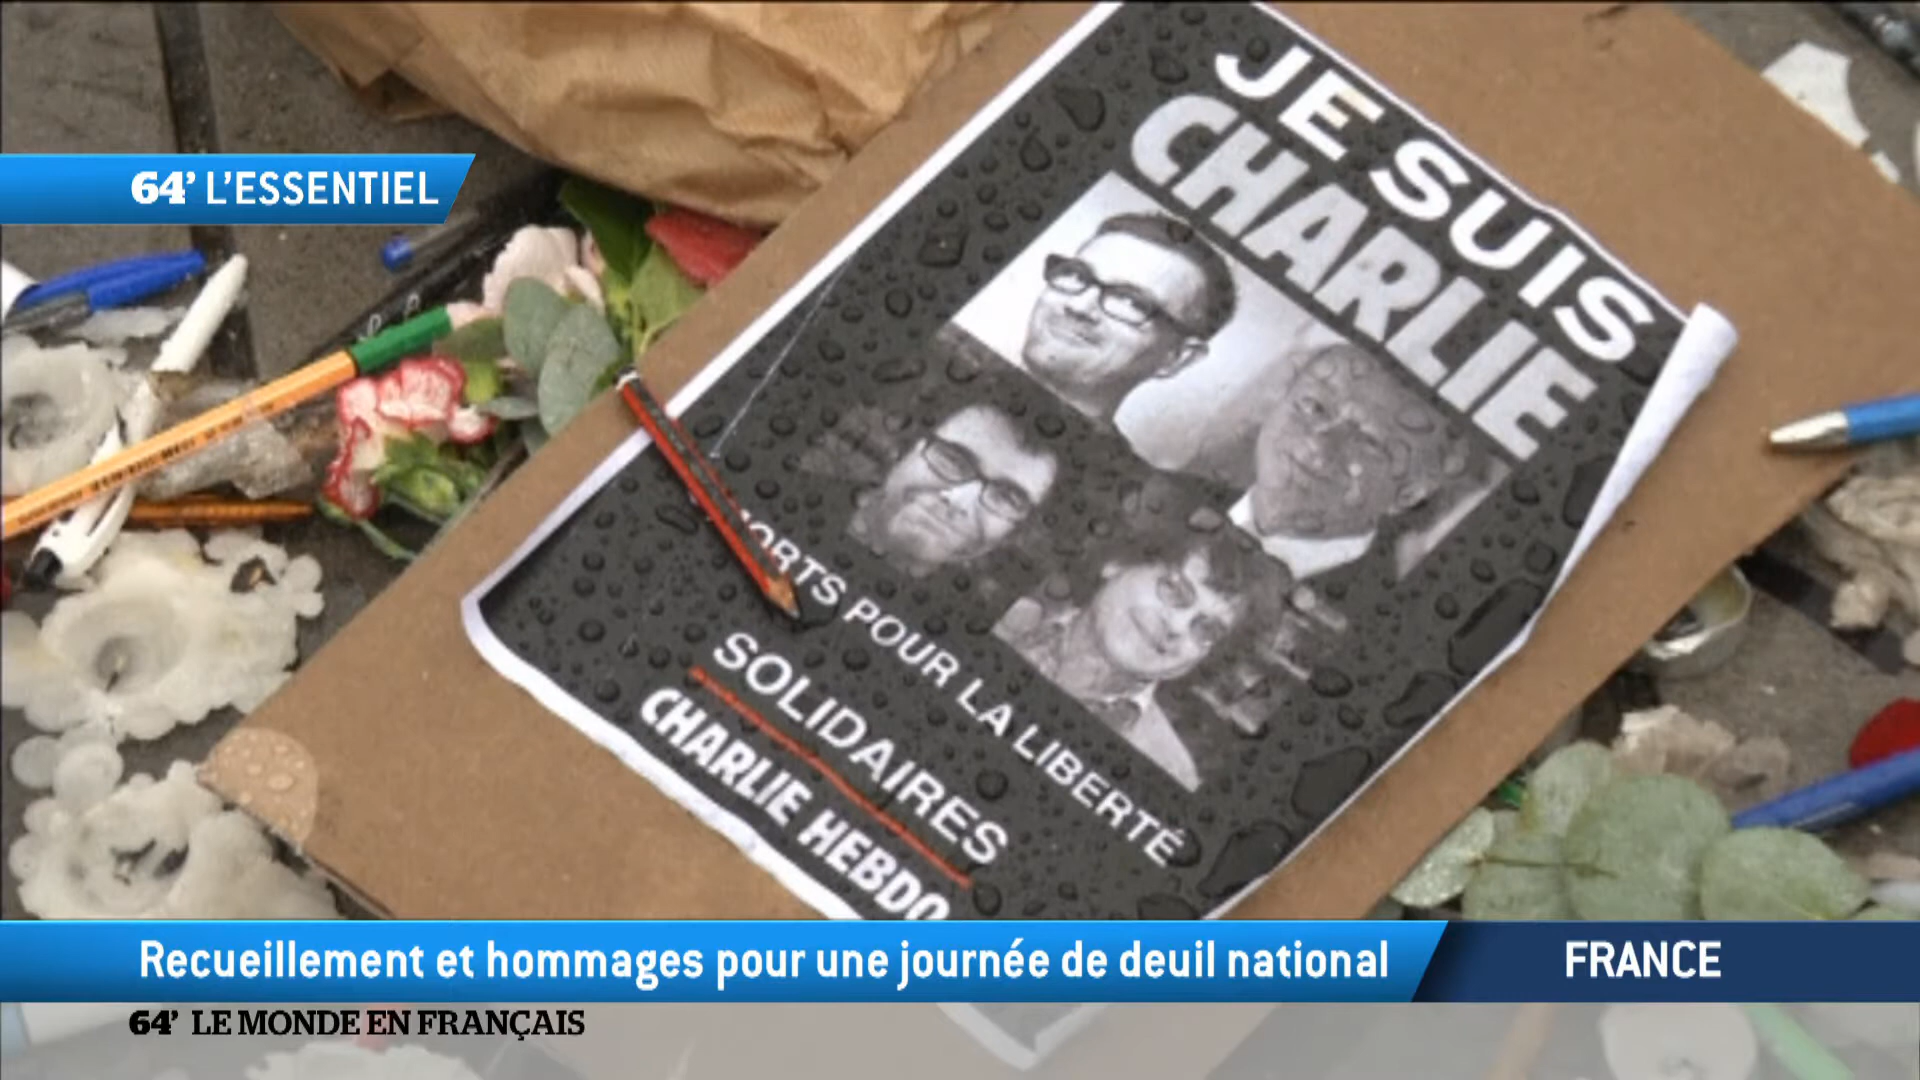 64' L'ESSENTIEL
JE SUIS
CHARLIE
MORTS POUR LA LIBERTÉ
SOLIDAIRES
CHARLIE HEBDO
Recueillement et hommages pour une journée de deuil national
FRANCE
64' LE MONDE EN FRANÇAIS